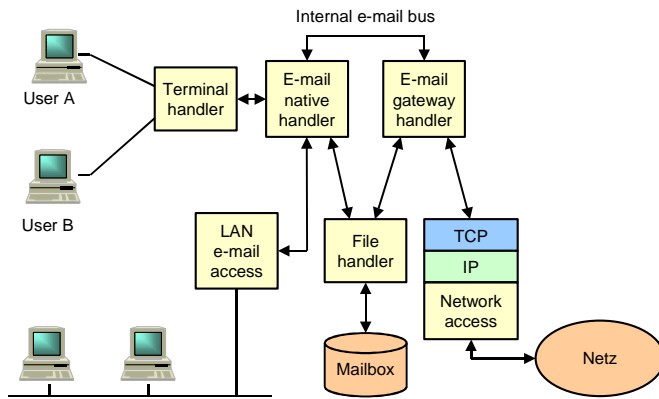 Internal e-mail bus
User A
Terminal
handler
E-mail
native
handler
E-mail
gateway
handler
User B
LAN
e-mail
access
File
handler
TCP
IP
Network
access
Mailbox
Netz